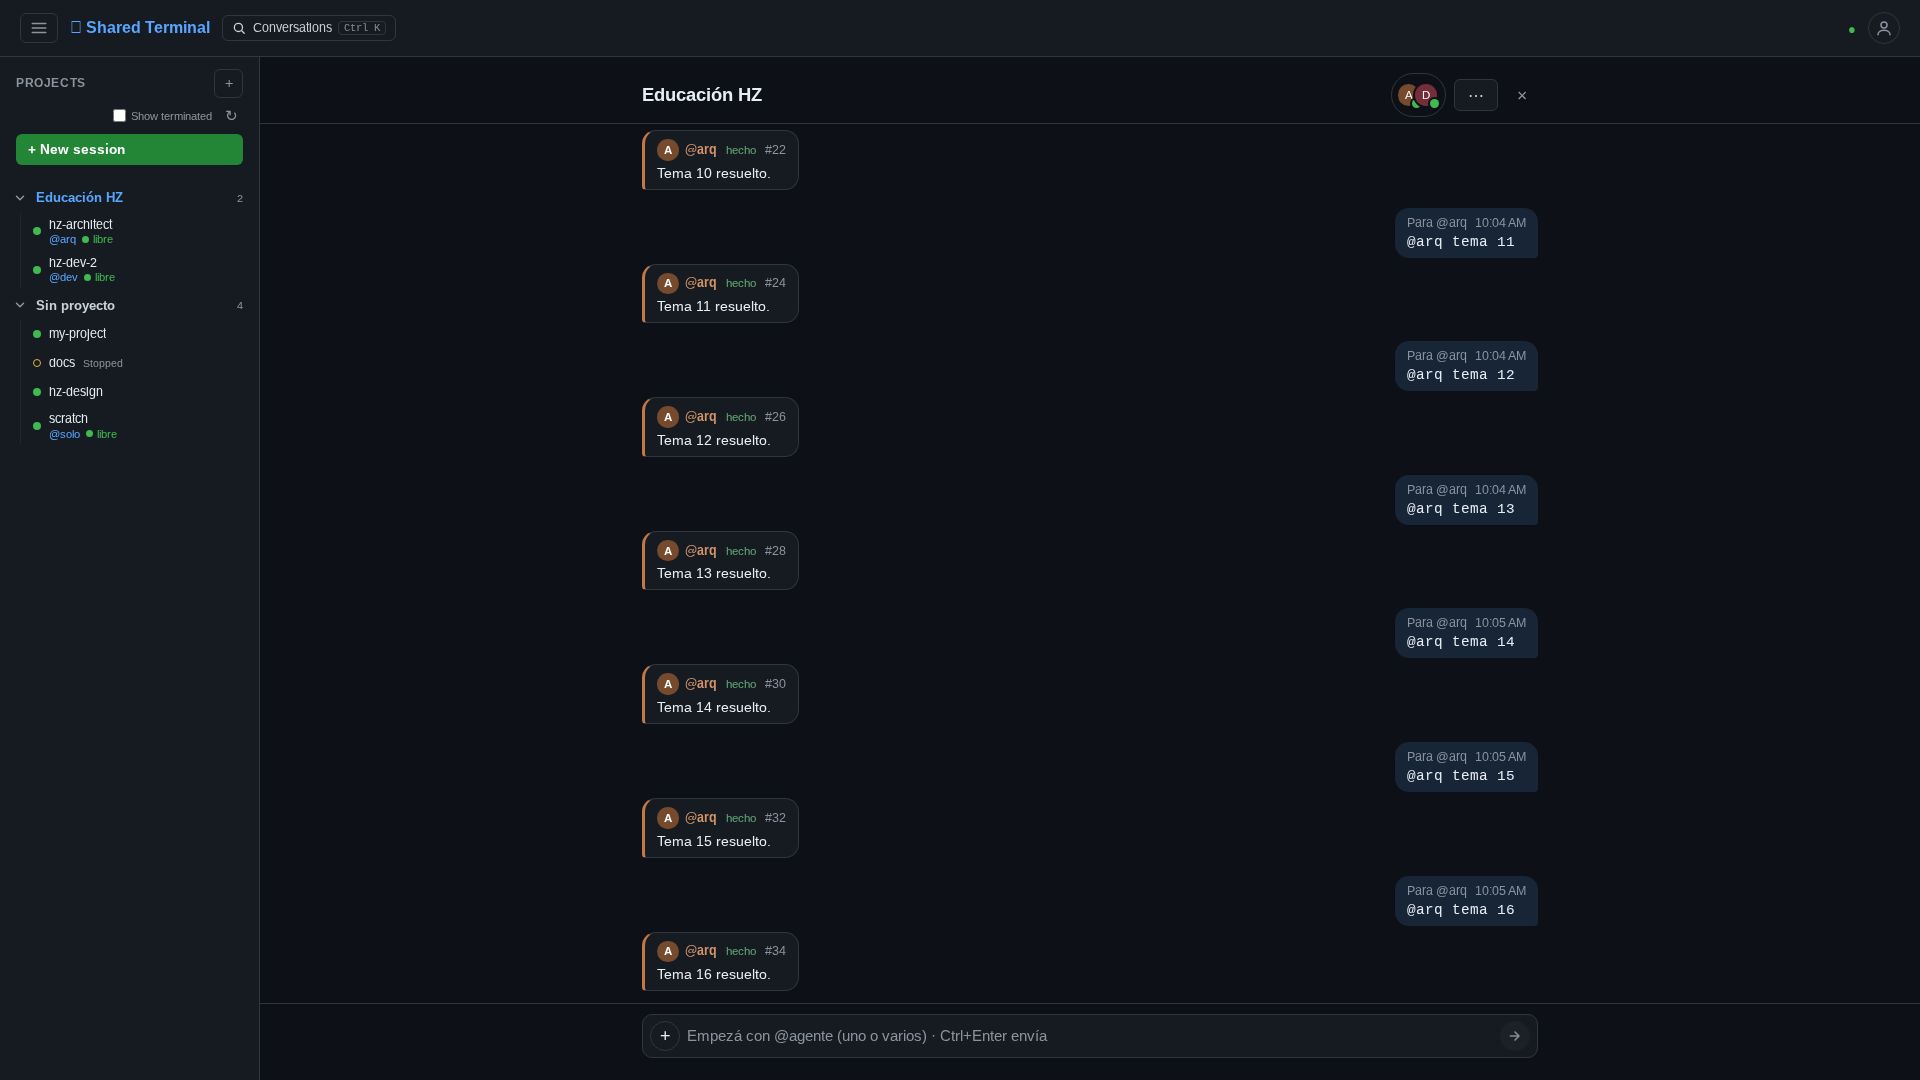 Shared Terminal
Conversations Ctrl K
PROJECTS
+
Show terminated ↻
+ New session
Educación HZ 2
hz-architect
@arq libre
hz-dev-2
@dev libre
Sin proyecto 4
my-project
docs Stopped
hz-design
scratch
@solo libre
Educación HZ
A D ⋯ ×
A @arq hecho #22
Tema 10 resuelto.
Para @arq 10:04 AM
@arq tema 11
A @arq hecho #24
Tema 11 resuelto.
Para @arq 10:04 AM
@arq tema 12
A @arq hecho #26
Tema 12 resuelto.
Para @arq 10:04 AM
@arq tema 13
A @arq hecho #28
Tema 13 resuelto.
Para @arq 10:05 AM
@arq tema 14
A @arq hecho #30
Tema 14 resuelto.
Para @arq 10:05 AM
@arq tema 15
A @arq hecho #32
Tema 15 resuelto.
Para @arq 10:05 AM
@arq tema 16
A @arq hecho #34
Tema 16 resuelto.
+ Empezá con @agente (uno o varios) · Ctrl+Enter envía